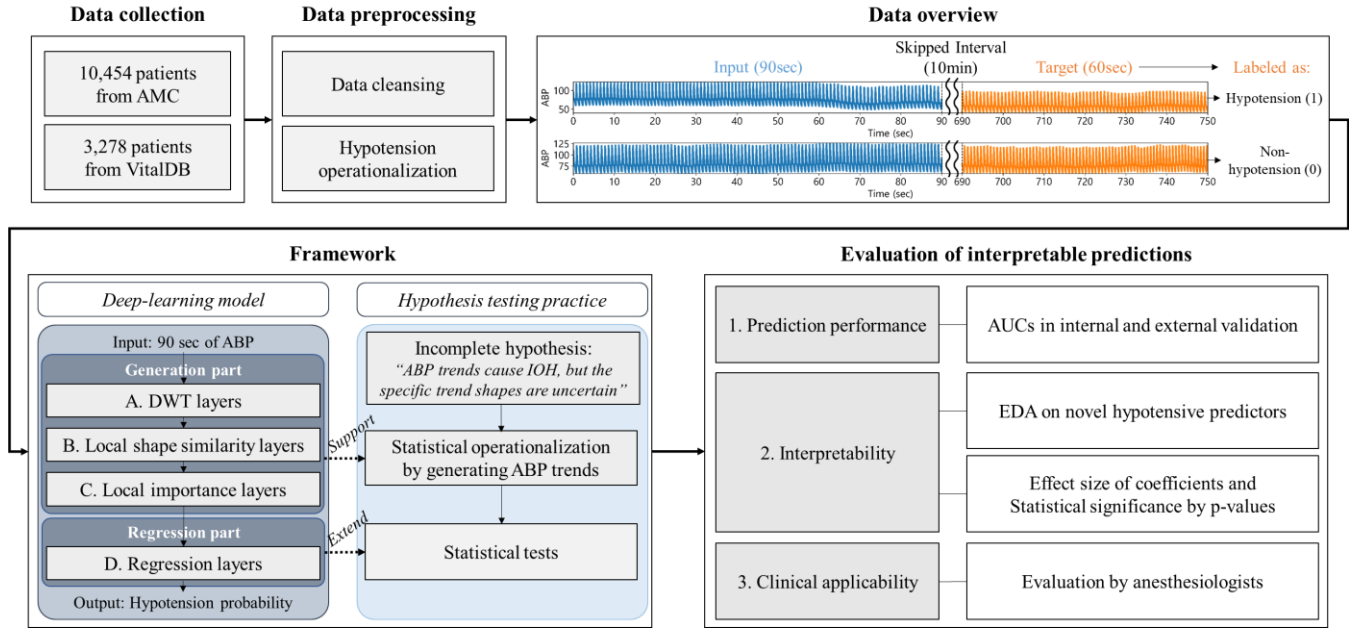 Data collection
10,454 patients
from AMC
3,278 patients
from VitalDB
Data preprocessing
Data cleansing
Hypotension
operationalization
Data overview
Input (90sec)
Skipped Interval
(10min)
Target (60sec)
Labeled as:
ABP
100
50
0 10 20 30 40 50 60 70 80 90 690 700 710 720 730 740 750
Time (sec)
Time (sec)
Hypotension (1)
ABP
125
100
75
0 10 20 30 40 50 60 70 80 90 690 700 710 720 730 740 750
Time (sec)
Time (sec)
Non-
hypotension (0)
Framework
Deep-learning model
Input: 90 sec of ABP
Generation part
A. DWT layers
B. Local shape similarity layers
C. Local importance layers
Regression part
D. Regression layers
Output: Hypotension probability
Support
Extend
Hypothesis testing practice
Incomplete hypothesis:
“ABP trends cause IOH, but the
specific trend shapes are uncertain”
Statistical operationalization
by generating ABP trends
Statistical tests
Evaluation of interpretable predictions
1. Prediction performance
AUCs in internal and external validation
2. Interpretability
EDA on novel hypotensive predictors
Effect size of coefficients and
Statistical significance by p-values
3. Clinical applicability
Evaluation by anesthesiologists